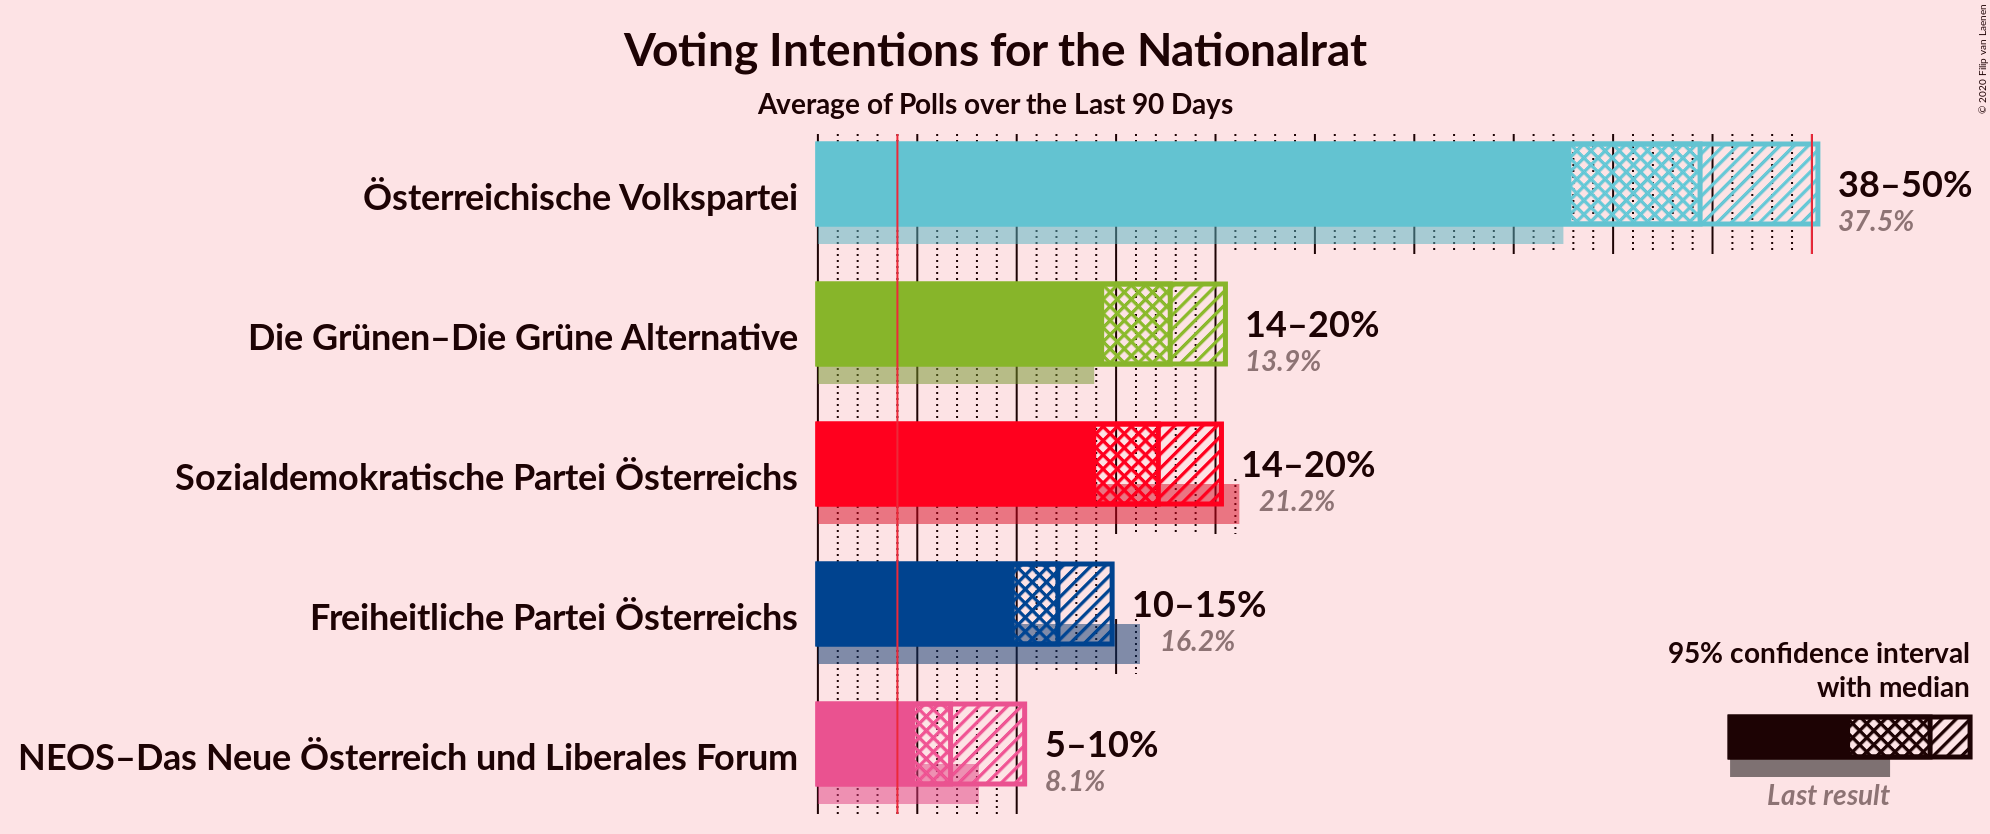 Voting Intentions for the Nationalrat
Average of Polls over the Last 90 Days
© 2020 Filip van Laenen
Österreichische Volkspartei
38–50%
37.5%
Die Grünen–Die Grüne Alternative
14–20%
13.9%
Sozialdemokratische Partei Österreichs
14–20%
21.2%
Freiheitliche Partei Österreichs
10–15%
16.2%
NEOS–Das Neue Österreich und Liberales Forum
5–10%
8.1%
95% confidence interval
with median
Last result